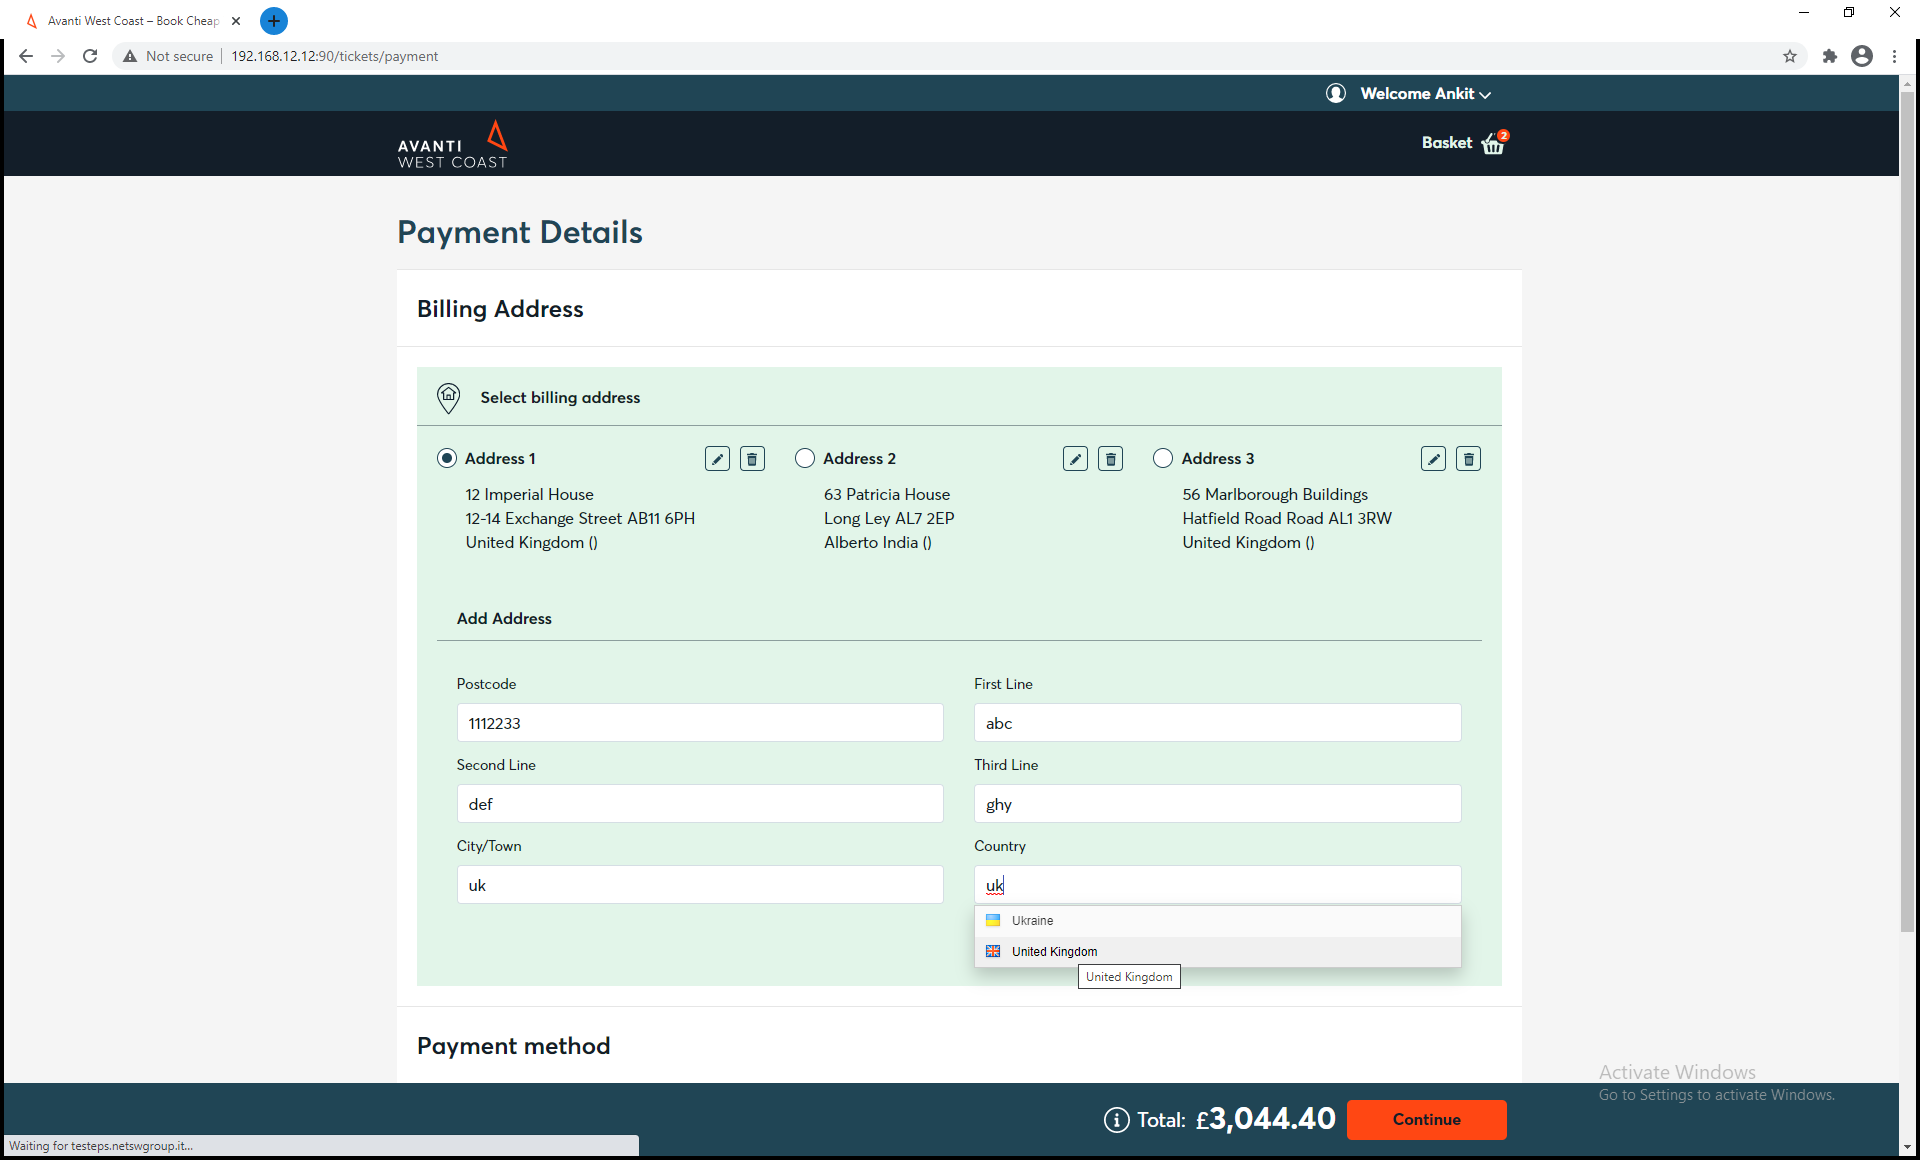 Avanti West Coast – Book Cheap
Not secure
192.168.12.12:90/tickets/payment
Welcome Ankit
AVANTI
WEST COAST
Basket
2
Payment Details
Billing Address
Select billing address
Address 1
12 Imperial House
12-14 Exchange Street AB11 6PH
United Kingdom ()
Address 2
63 Patricia House
Long Ley AL7 2EP
Alberto India ()
Address 3
56 Marlborough Buildings
Hatfield Road Road AL1 3RW
United Kingdom ()
Add Address
Postcode
1112233
First Line
abc
Second Line
def
Third Line
ghy
City/Town
uk
Country
uk
Ukraine
United Kingdom
United Kingdom
Payment method
Activate Windows
Go to Settings to activate Windows.
Total: £3,044.40
Continue
Waiting for testeps.netswgroup.it...